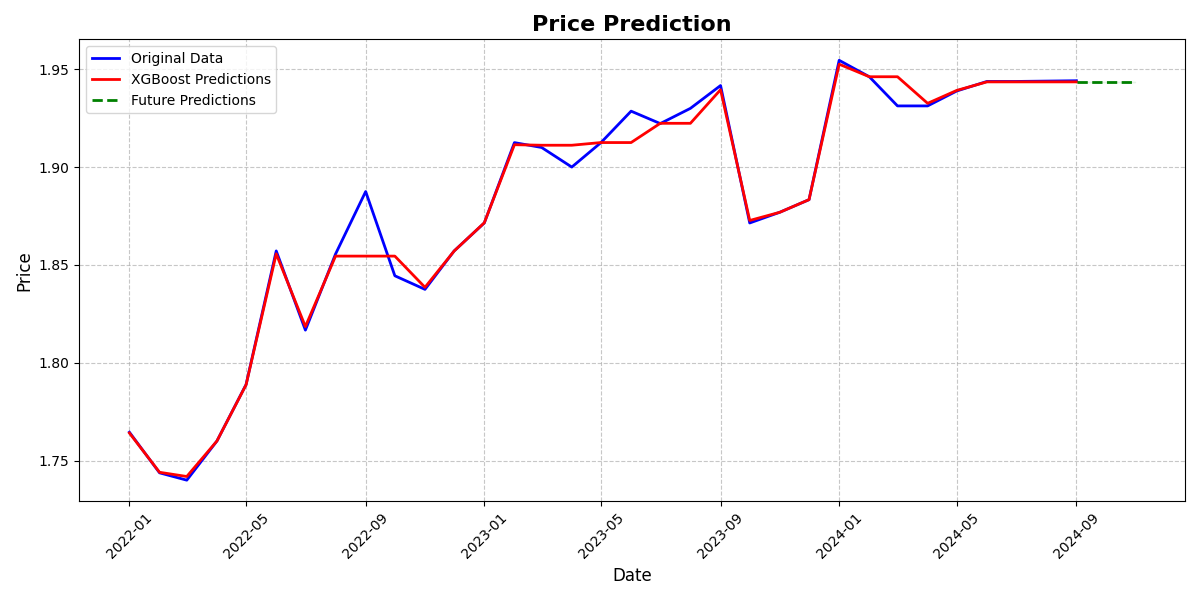 Price Prediction
Original Data
XGBoost Predictions
Future Predictions
1.95
1.90
1.85
1.80
1.75
Price
2022-01
2022-05
2022-09
2023-01
2023-05
2023-09
2024-01
2024-05
2024-09
Date